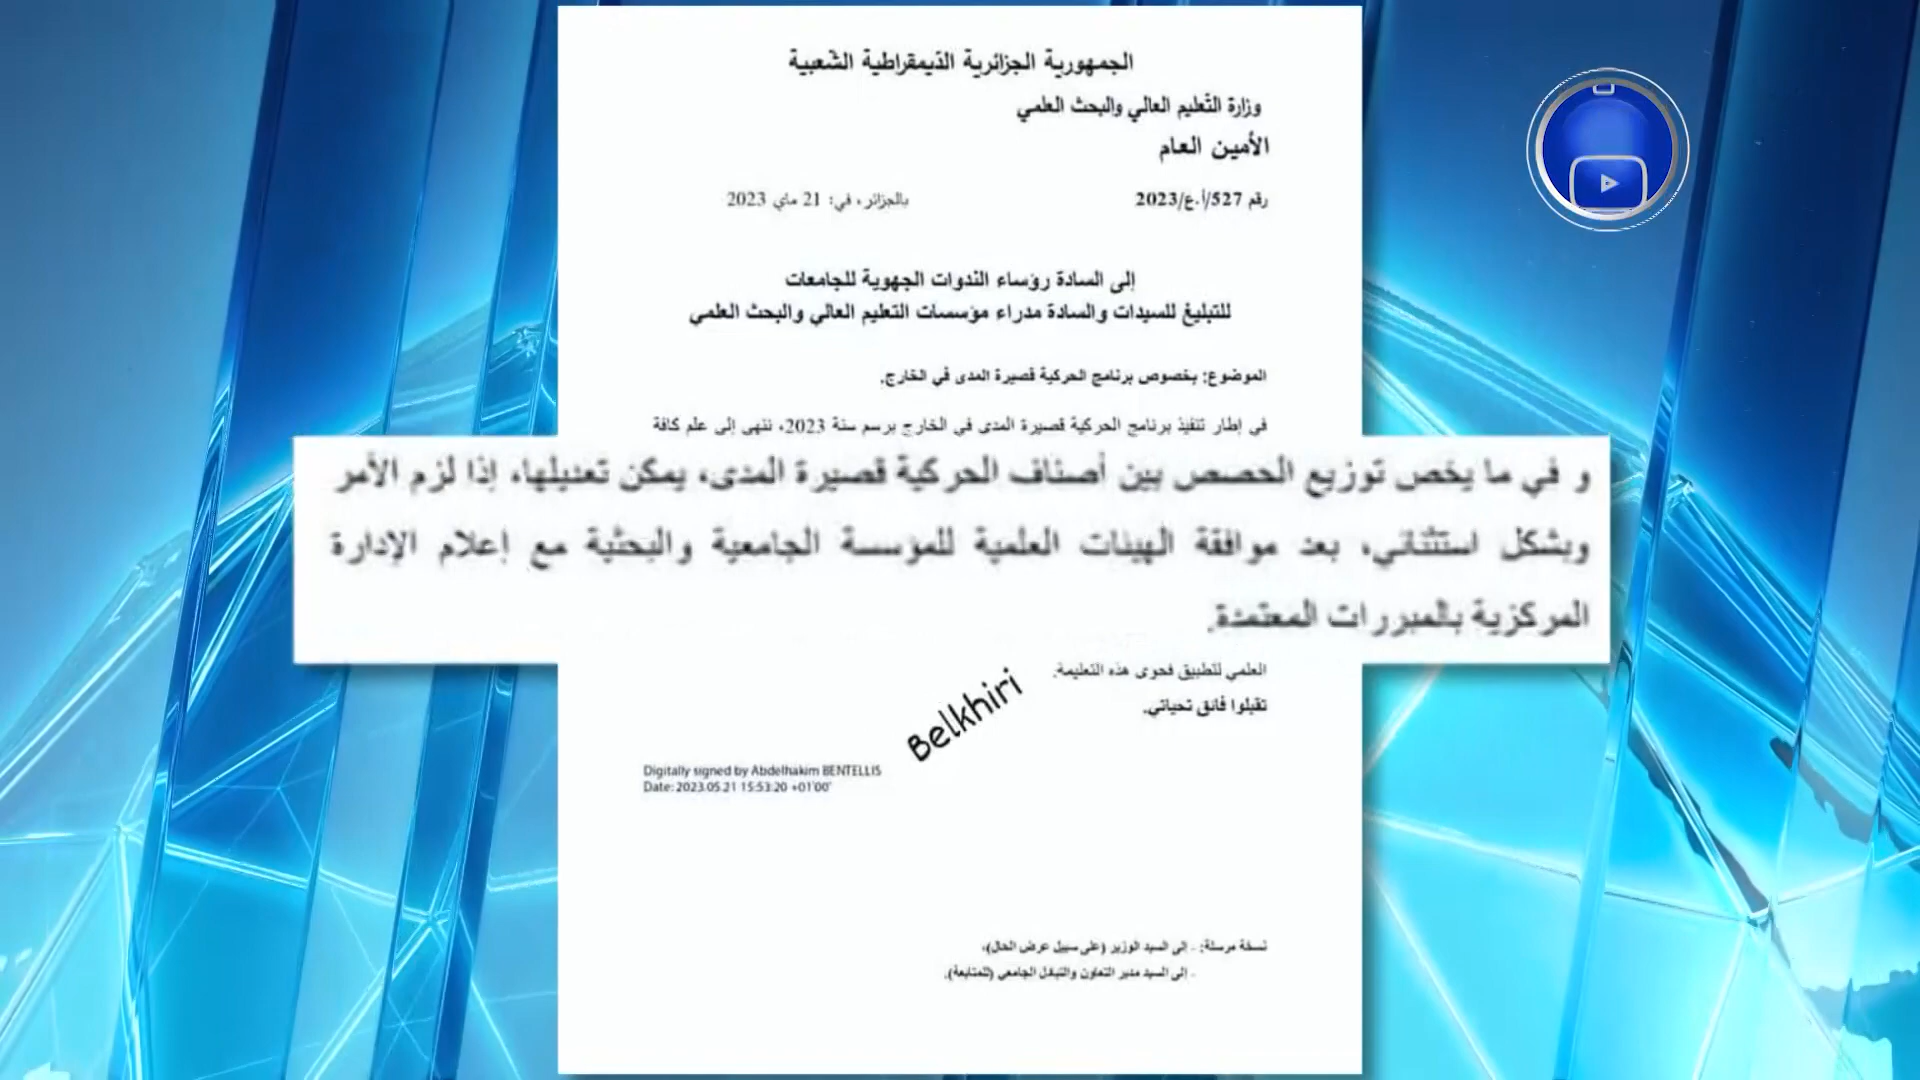 الجمهورية الجزائرية الديمقراطية الشّعبية
وزارة التّعليم العالي والبحث العلمي
الأمين العام
رقم 527/أ.ع/2023
بالجزائر، في: 21 ماي 2023
إلى السادة رؤساء الندوات الجهوية للجامعات
للتبليغ للسيدات والسادة مدراء مؤسسات التعليم العالي والبحث العلمي
الموضوع: بخصوص برنامج الحركية قصيرة المدى في الخارج.
في إطار تنفيذ برنامج الحركية قصيرة المدى في الخارج برسم سنة 2023، ننهي إلى علم كافة
و في ما يخص توزيع الحصص بين أصناف الحركية قصيرة المدى، يمكن تعديلها، إذا لزم الأمر
وبشكل استثنائي، بعد موافقة الهيئات العلمية للمؤسسة الجامعية والبحثية مع إعلام الإدارة
المركزية بالمبررات المعتمدة.
العلمي لتطبيق فحوى هذه التعليمة.
تقبلوا فائق تحياتي.
Belkhiri
Digitally signed by Abdelhakim BENTELLIS
Date: 2023.05.21 15:53:20 +01'00'
نسخة مرسلة: - إلى السيد الوزير (على سبيل عرض الحال)،
- إلى السيد مدير التعاون والتبادل الجامعي (للمتابعة).